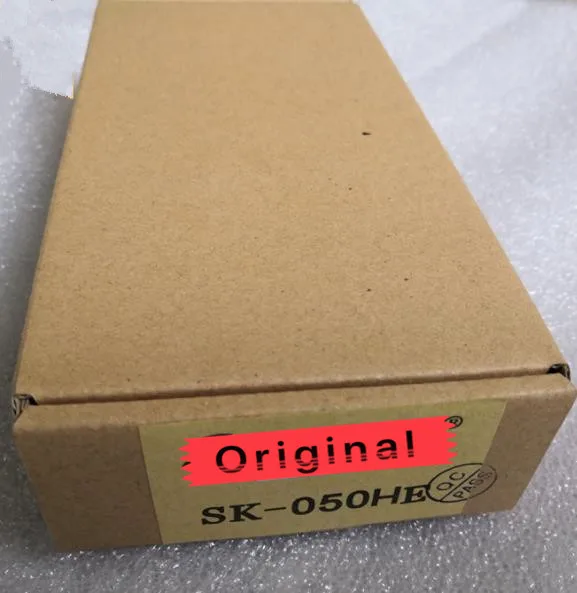 Original
®
SK-050HE
QC
PASS